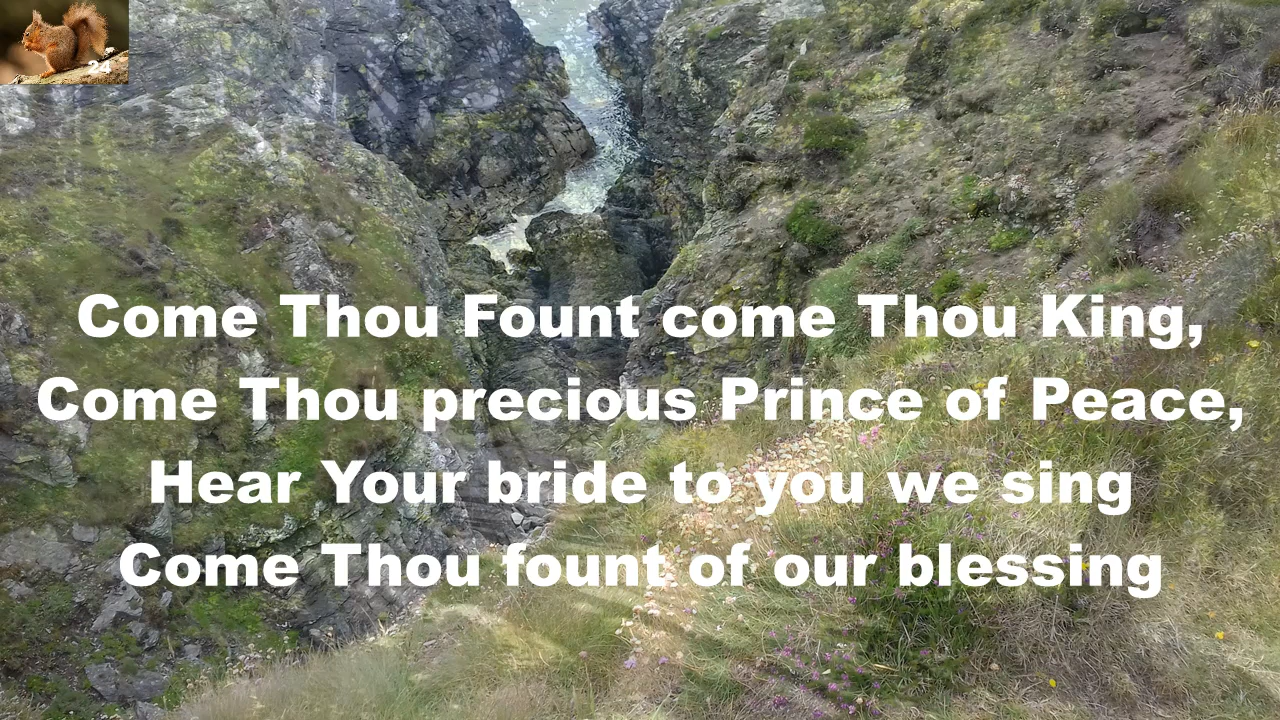 24
Come Thou Fount come Thou King,
Come Thou precious Prince of Peace,
Hear Your bride to you we sing
Come Thou fount of our blessing